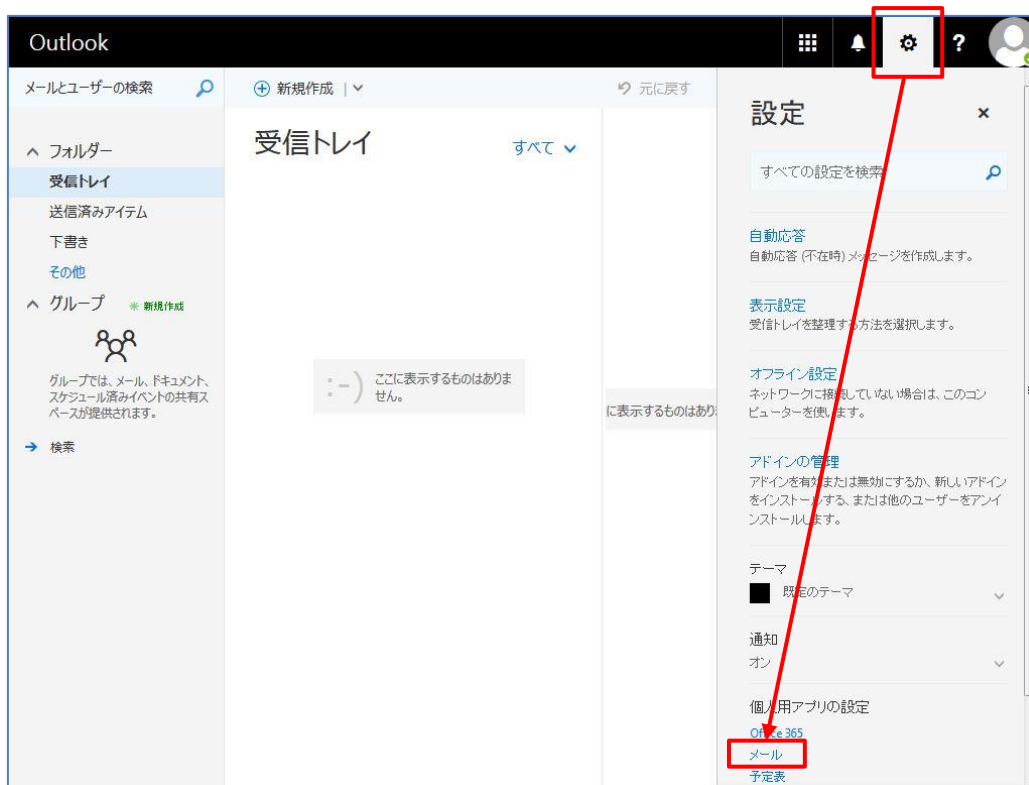 Outlook
?
メールとユーザーの検索
新規作成
元に戻す
フォルダー
受信トレイ
送信済みアイテム
下書き
その他
グループ
新規作成
グループでは、メール、ドキュメント、
スケジュール済みイベントの共有ス
ペースが提供されます。
検索
受信トレイ
すべて
:-)
ここに表示するものはありま
せん。
に表示するものはあり
設定
×
すべての設定を検索
自動応答
自動応答 (不在時) メッセージを作成します。
表示設定
受信トレイを整理する方法を選択します。
オフライン設定
ネットワークに接続していない場合は、このコン
ピューターを使います。
アドインの管理
アドインを有効または無効にするか、新しいアドイン
をインストールする、または他のユーザーをアンイ
ンストールします。
テーマ
既定のテーマ
通知
オン
個人用アプリの設定
Office 365
メール
予定表